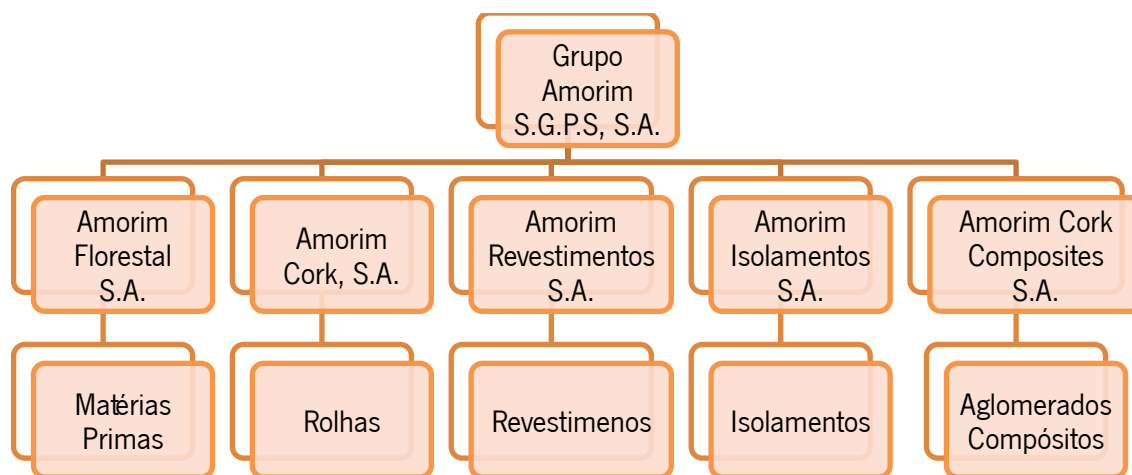 Grupo
Amorim
S.G.P.S, S.A.
Amorim
Florestal
S.A.
Amorim
Cork, S.A.
Amorim
Revestimentos
S.A.
Amorim
Isolamentos
S.A.
Amorim Cork
Composites
S.A.
Matérias
Primas
Rolhas
Revestimenos
Isolamentos
Aglomerados
Compósitos